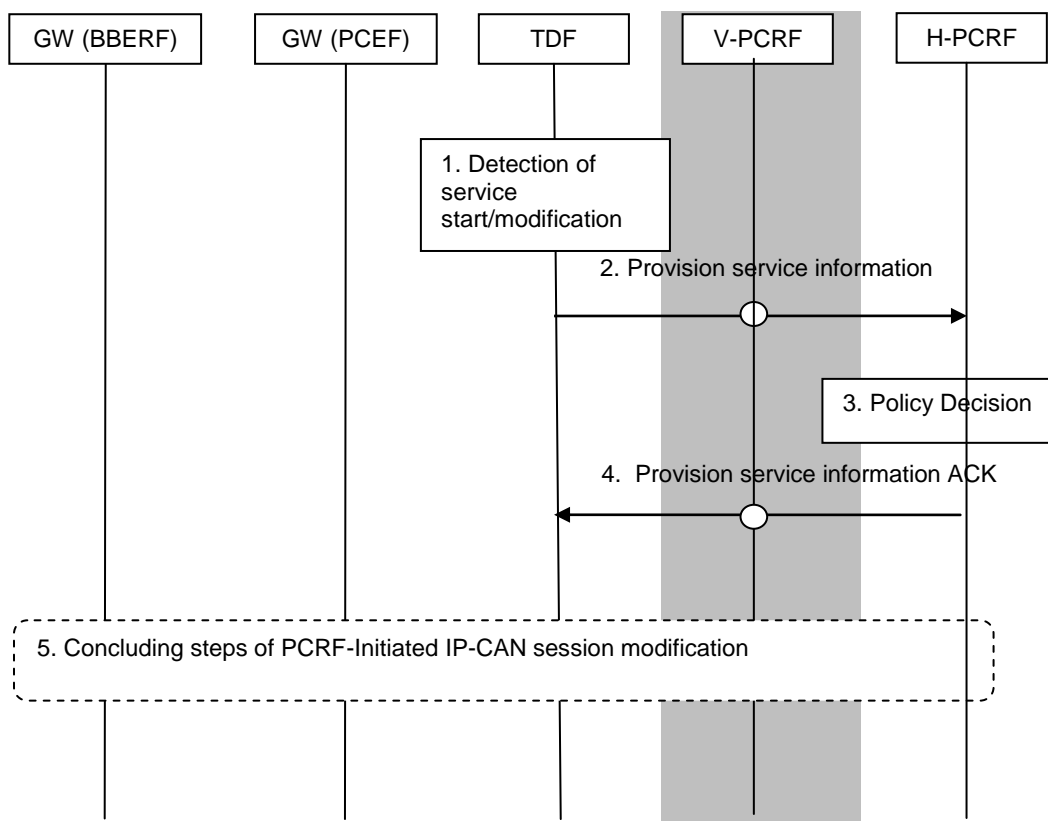 GW (BBERF)
GW (PCEF)
TDF
V-PCRF
H-PCRF
1. Detection of
service
start/modification
2. Provision service information
3. Policy Decision
4. Provision service information ACK
5. Concluding steps of PCRF-Initiated IP-CAN session modification